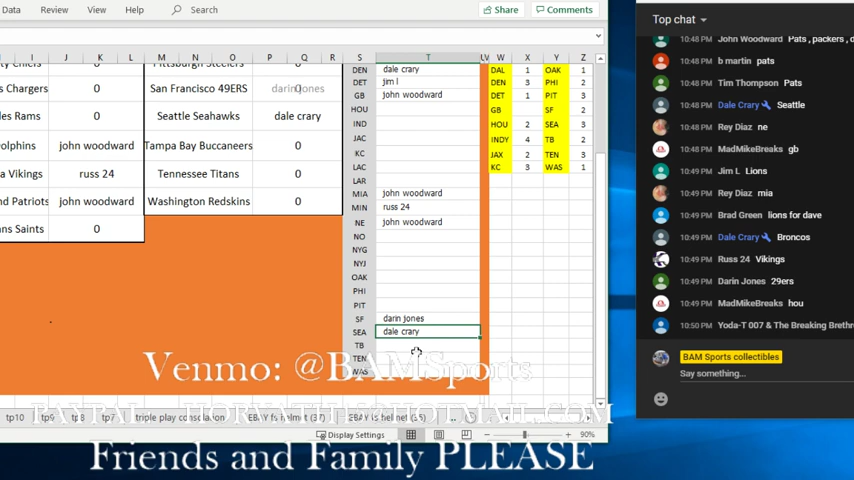 Data Review View Help Search Share Comments
I J K L M N O P Q R S T UV W X Y Z
Chargers San Francisco 49ERS
Rams 0 Seattle Seahawks dale crary
Dolphins john woodward Tampa Bay Buccaneers 0
Vikings russ 24 Tennessee Titans 0
Patriots john woodward Washington Redskins 0
Saints 0
DEN dale crary
DET jim l
GB john woodward
HOU
IND
JAC
KC
LAC
LAR
MIA john woodward
MIN russ 24
NE john woodward
NO
NYG
NYJ
OAK
PHI
PIT
SF darin jones
SEA dale crary
TB
TEN
WAS
DAL 1 OAK 1
DEN 3 PHI 2
DET 1 PIT 3
GB SF 2
HOU 2 SEA 3
INDY 4 TB 2
JAX 2 TEN 3
KC 3 WAS 1
Venmo: @BAMSports
PAYPAL
Friends and Family PLEASE
tp10 tp9 tp8 tp7 triple play consolation
Display Settings 90%
Top chat
10:48 PM John Woodward Pats, packers, d
10:48 PM b martin pats
10:48 PM Tim Thompson Pats
10:48 PM Dale Crary Seattle
10:48 PM Rey Diaz ne
10:48 PM MadMikeBreaks gb
10:49 PM Jim L Lions
10:49 PM Rey Diaz mia
10:49 PM Brad Green lions for dave
10:49 PM Dale Crary Broncos
10:49 PM Russ 24 Vikings
10:49 PM Darin Jones 29ers
10:49 PM MadMikeBreaks hou
10:50 PM Yoda-T 007 & The Breaking Brethr
BAM Sports collectibles
Say something...